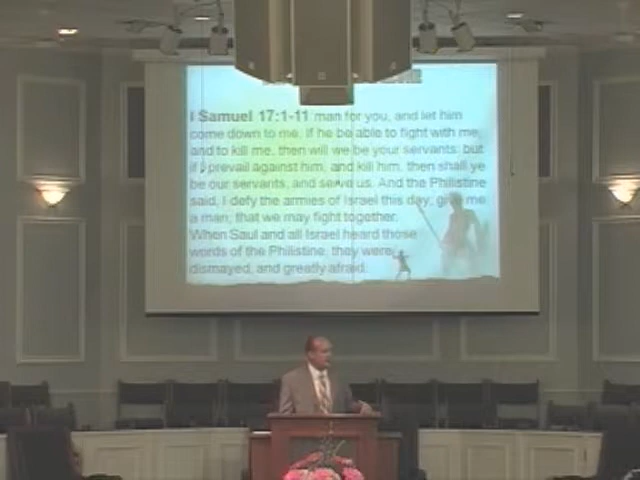 I Samuel 17:1-11 man for you, and let him
come down to me. If he be able to fight with me,
and to kill me, then will we be your servants: but
if I prevail against him, and kill him, then shall ye
be our servants, and serve us. And the Philistine
said, I defy the armies of Israel this day; give me
a man, that we may fight together.
When Saul and all Israel heard those
words of the Philistine, they were
dismayed, and greatly afraid.